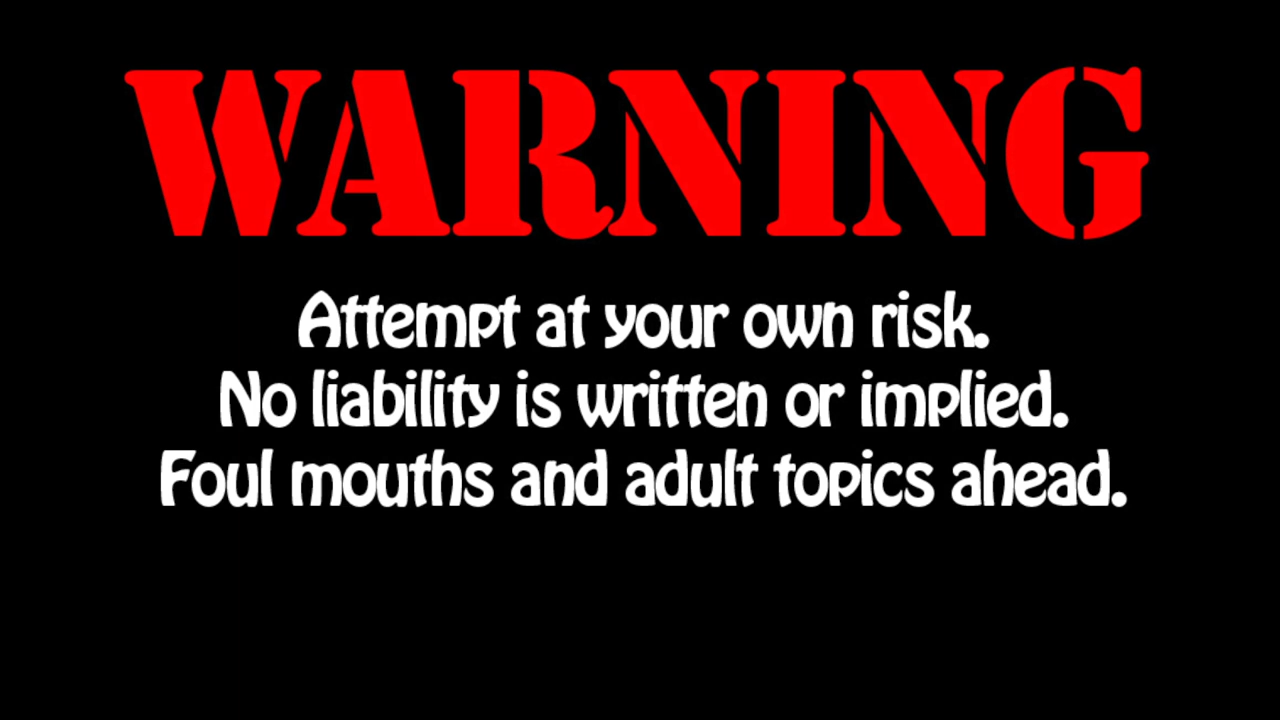 WARNING
Attempt at your own risk.
No liability is written or implied.
Foul mouths and adult topics ahead.